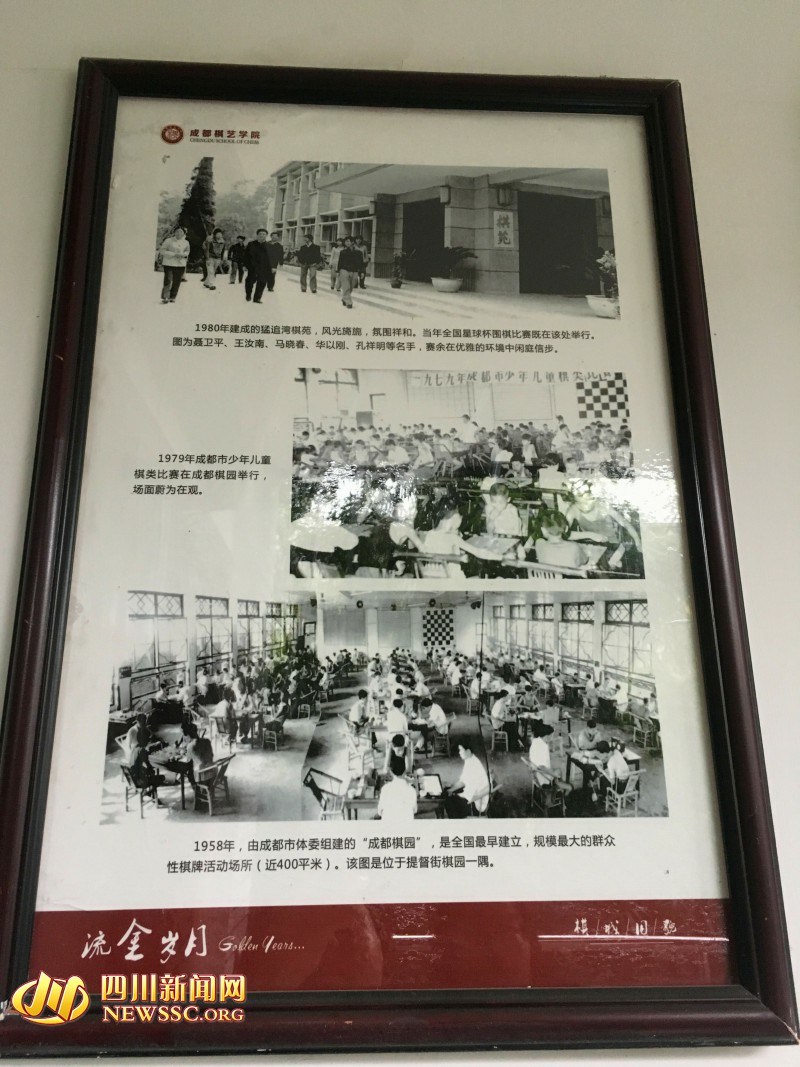 成都棋艺学院
CHENGDU SCHOOL OF CHESS
棋苑
1980年建成的猛追湾棋苑，风光旖旎，氛围祥和。当年全国星球杯围棋比赛既在该处举行。
图为聂卫平、王汝南、马晓春、华以刚、孔祥明等名手，赛余在优雅的环境中闲庭信步。
一九七九年成都市少年儿童棋类比赛
1979年成都市少年儿童
棋类比赛在成都棋园举行，
场面蔚为在观。
1958年，由成都市体委组建的“成都棋园”，是全国最早建立，规模最大的群众
性棋牌活动场所（近400平米）。该图是位于提督街棋园一隅。
流金岁月 Golden Years...
棋/城/旧/貌
四川新闻网
NEWSSC.ORG